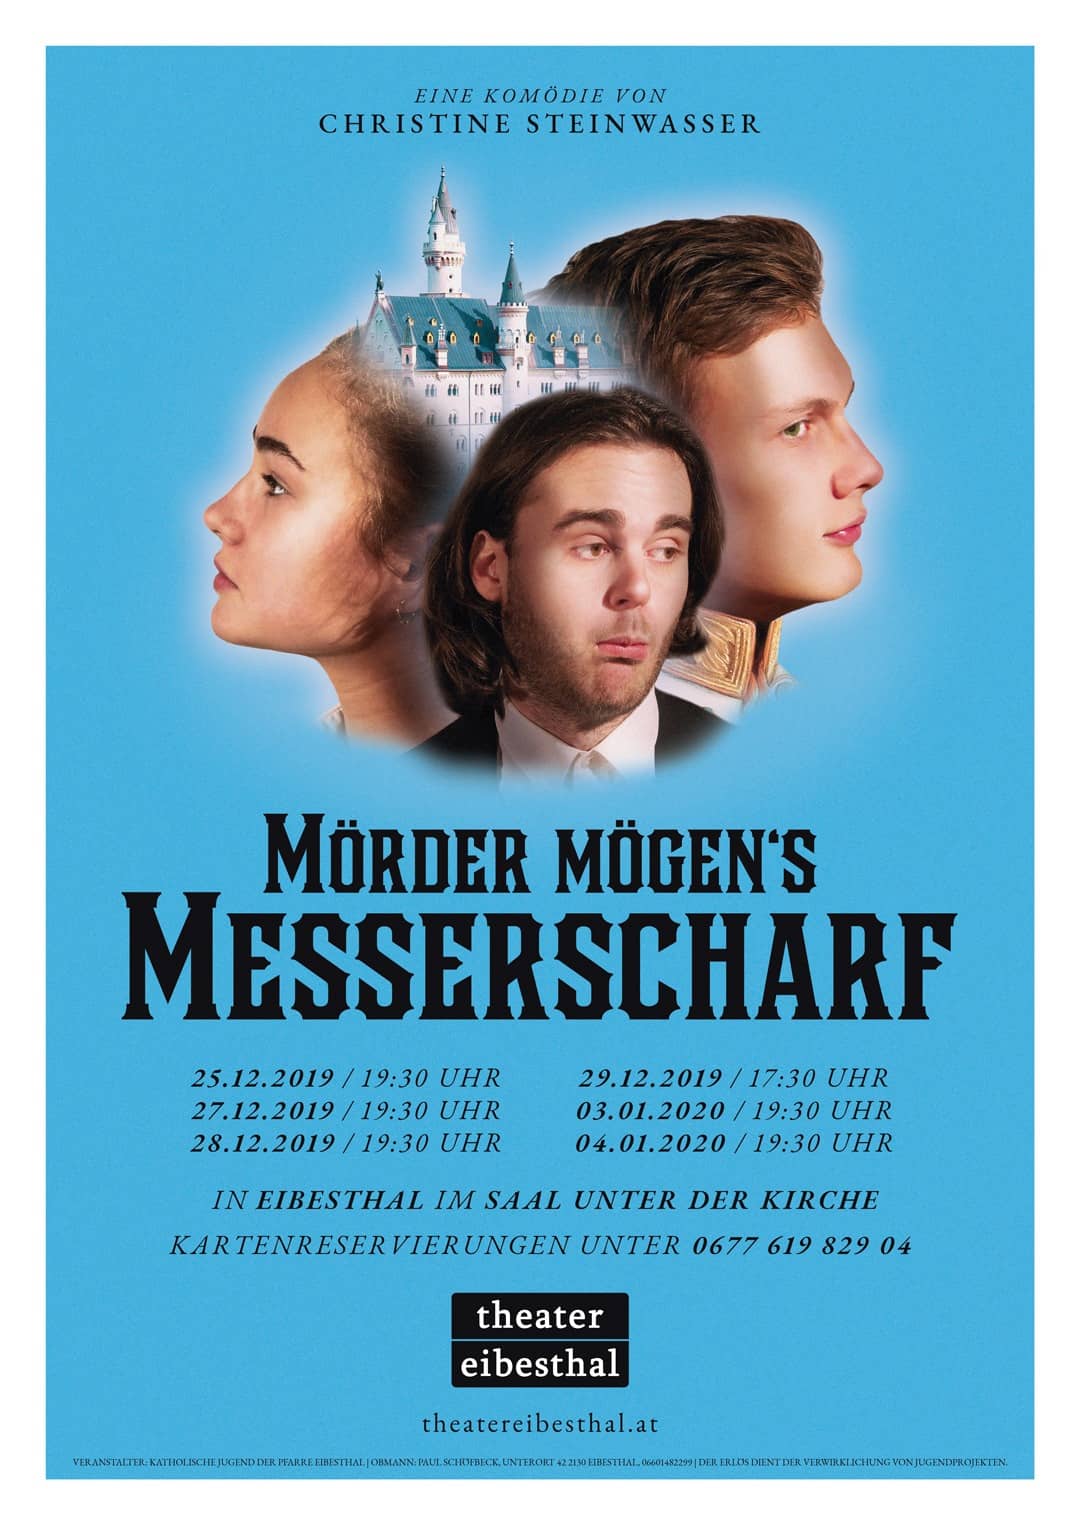 EINE KOMÖDIE VON
CHRISTINE STEINWASSER
MÖRDER MÖGEN‘S
MESSERSCHARF
25.12.2019 / 19:30 UHR
27.12.2019 / 19:30 UHR
28.12.2019 / 19:30 UHR
29.12.2019 / 17:30 UHR
03.01.2020 / 19:30 UHR
04.01.2020 / 19:30 UHR
IN EIBESTHAL IM SAAL UNTER DER KIRCHE
KARTENRESERVIERUNGEN UNTER 0677 619 829 04
theater
eibesthal
theatereibesthal.at
VERANSTALTER: KATHOLISCHE JUGEND DER PFARRE EIBESTHAL | OBMANN: PAUL SCHÖFBECK, UNTERORT 42 2130 EIBESTHAL, 06601482299 | DER ERLÖS DIENT DER VERWIRKLICHUNG VON JUGENDPROJEKTEN.